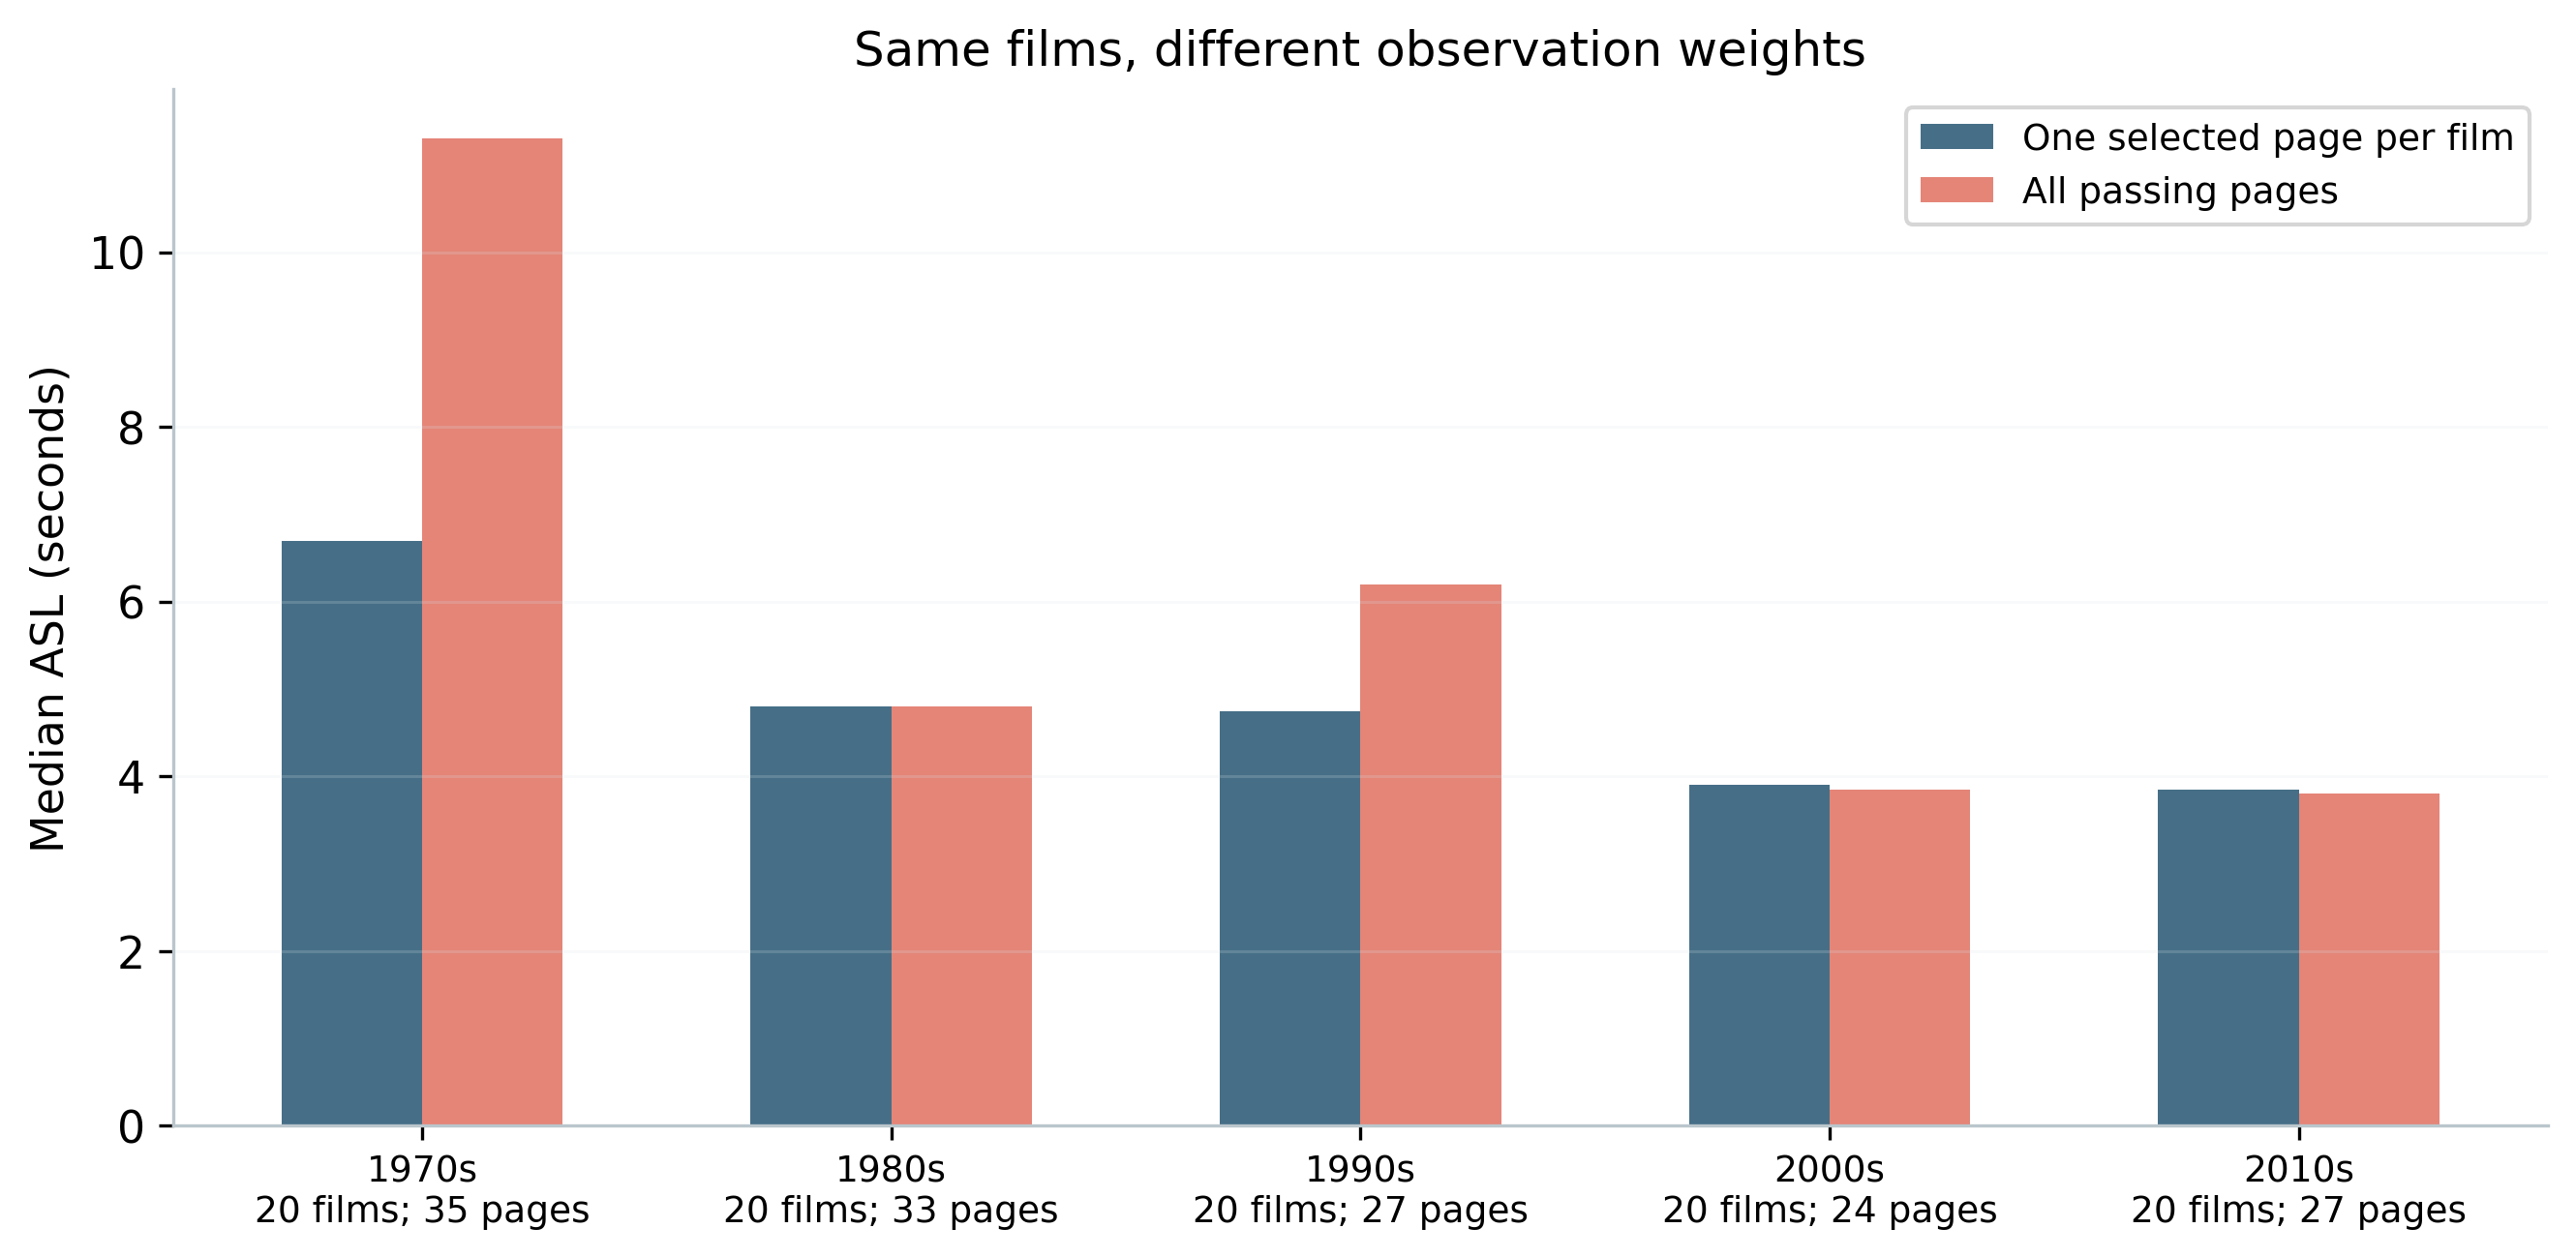 Same films, different observation weights
One selected page per film
All passing pages
Median ASL (seconds)
10
8
6
4
2
0
1970s
20 films; 35 pages
1980s
20 films; 33 pages
1990s
20 films; 27 pages
2000s
20 films; 24 pages
2010s
20 films; 27 pages